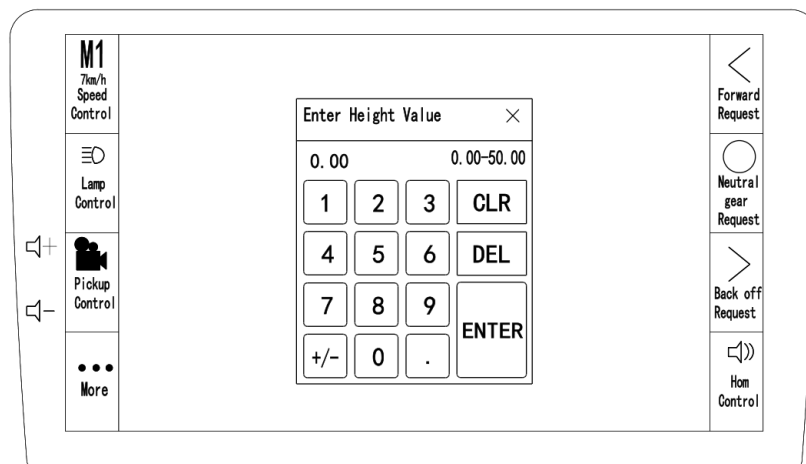 M1
7km/h
Speed
Control
Lamp
Control
Pickup
Control
More
Enter Height Value ×
0.00 0.00-50.00
1 2 3 CLR
4 5 6 DEL
7 8 9
ENTER
+/- 0 .
Forward
Request
Neutral
gear
Request
Back off
Request
Hom
Control